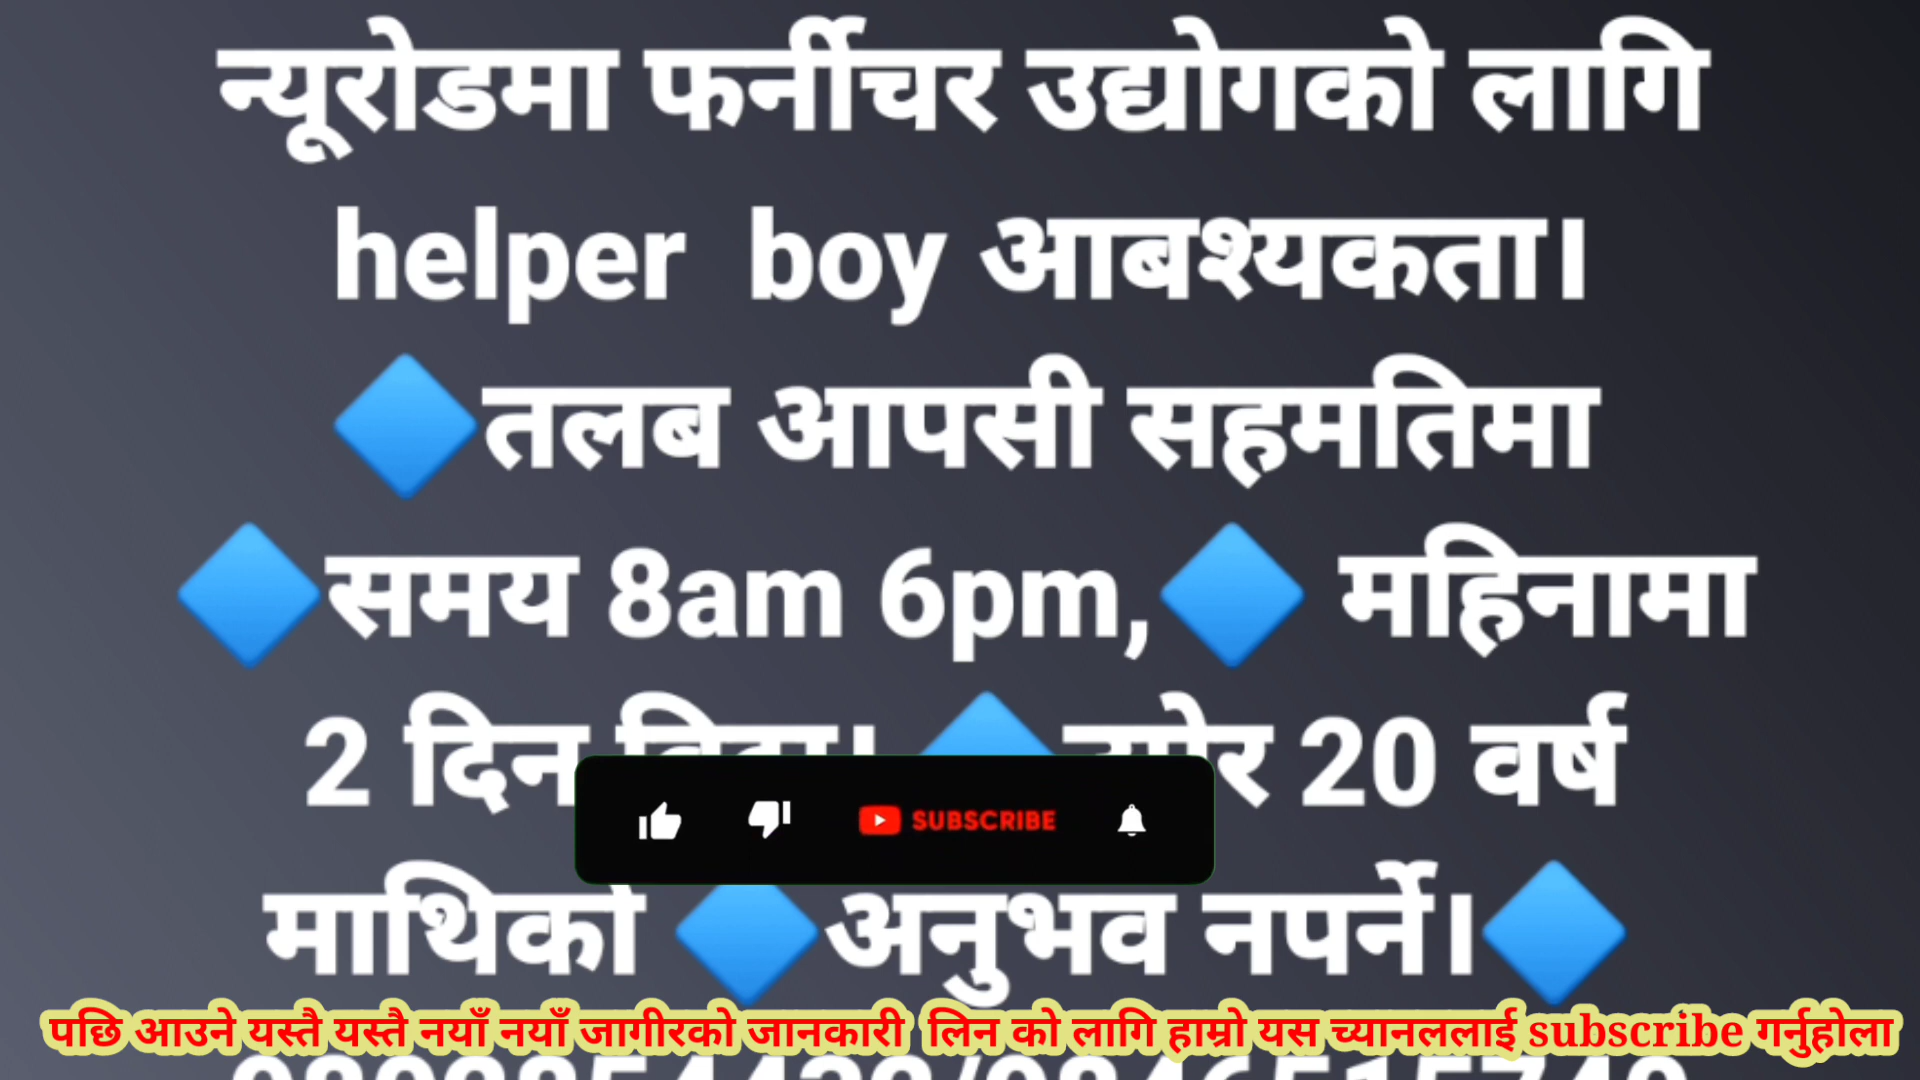 न्यूरोडमा फर्नीचर उद्योगको लागि
helper boy आबश्यकता।
🔷तलब आपसी सहमतिमा
🔷समय 8am 6pm,🔷 महिनामा
2 दिन 20 वर्ष
SUBSCRIBE
माथिको 🔷अनुभव नपर्ने।🔷
पछि आउने यस्तै यस्तै नयाँ नयाँ जागीरको जानकारी लिन को लागि हाम्रो यस च्यानललाई subscribe गर्नुहोला